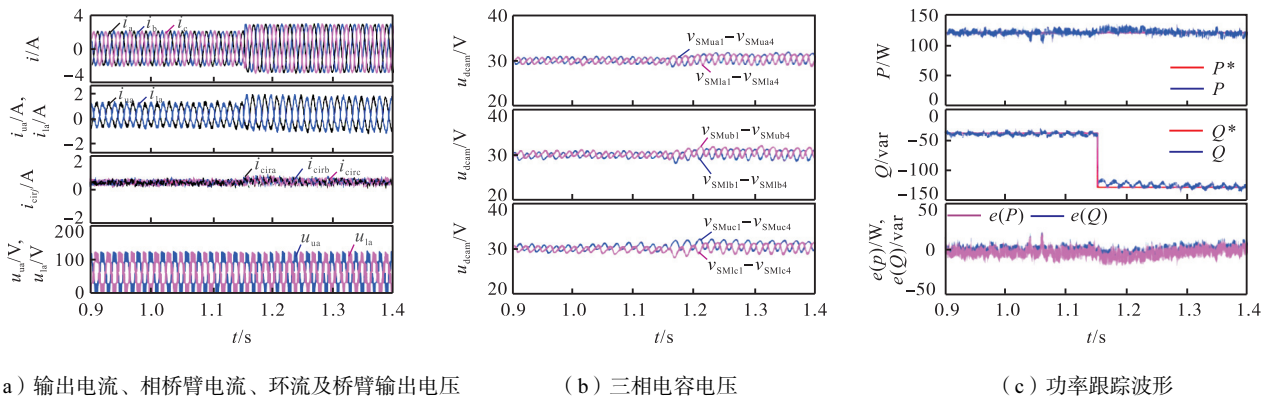 4
0
−4
i/A
i_a i_b i_c
2
0
−2
i_ua/A,
i_la/A
i_ua i_la
2
0
−2
i_cirj/A
i_cira i_cirb i_circ
200
100
0
u_ua/V,
u_la/V
u_ua u_la
0.9 1.0 1.1 1.2 1.3 1.4
t/s
a）输出电流、相桥臂电流、环流及桥臂输出电压
40
30
20
u_dcam/V
v_SMua1−v_SMua4
v_SMla1−v_SMla4
40
30
20
u_dcam/V
v_SMub1−v_SMub4
v_SMlb1−v_SMlb4
40
30
20
u_dcam/V
v_SMuc1−v_SMuc4
v_SMlc1−v_SMlc4
0.9 1.0 1.1 1.2 1.3 1.4
t/s
（b）三相电容电压
150
100
50
0
P/W
P*
P
0
−50
−100
−150
Q/var
Q*
Q
50
0
−50
e(p)/W,
e(Q)/var
e(P) e(Q)
0.9 1.0 1.1 1.2 1.3 1.4
t/s
（c）功率跟踪波形